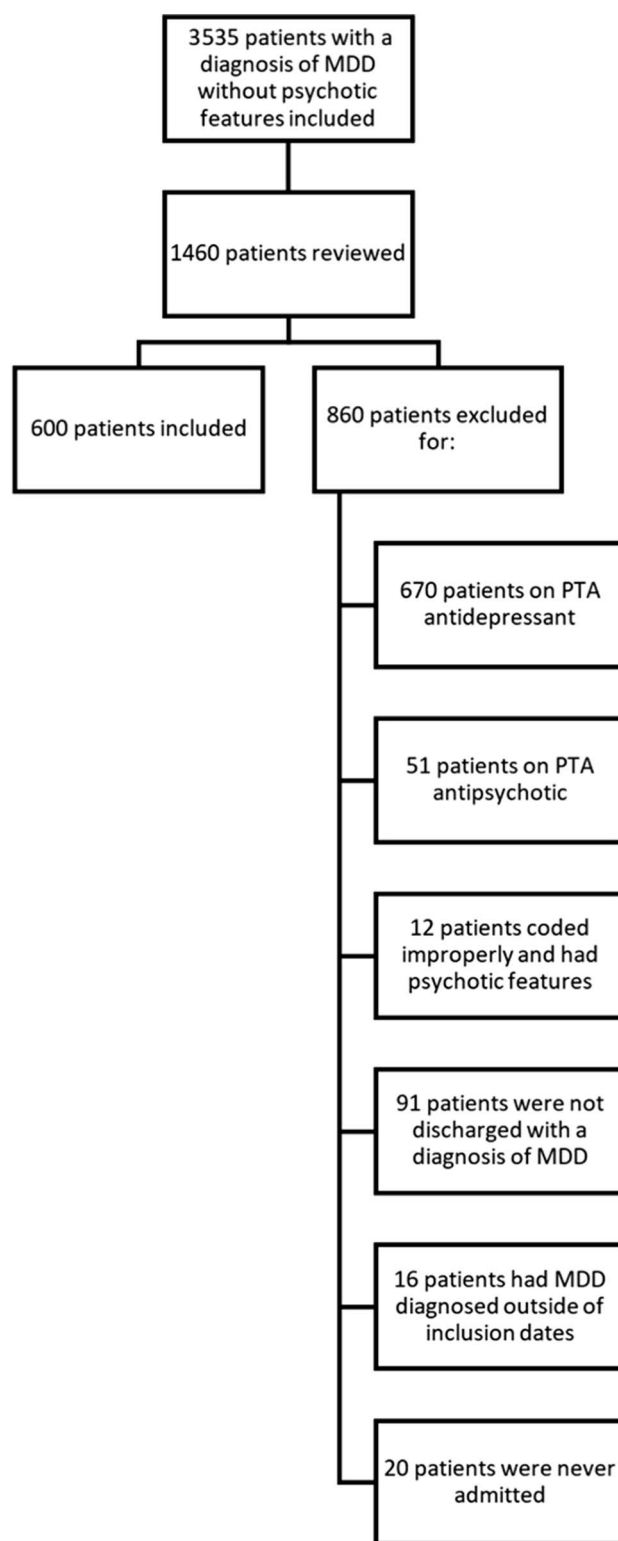 3535 patients with a
diagnosis of MDD
without psychotic
features included
1460 patients reviewed
600 patients included
860 patients excluded
for:
670 patients on PTA
antidepressant
51 patients on PTA
antipsychotic
12 patients coded
improperly and had
psychotic features
91 patients were not
discharged with a
diagnosis of MDD
16 patients had MDD
diagnosed outside of
inclusion dates
20 patients were never
admitted